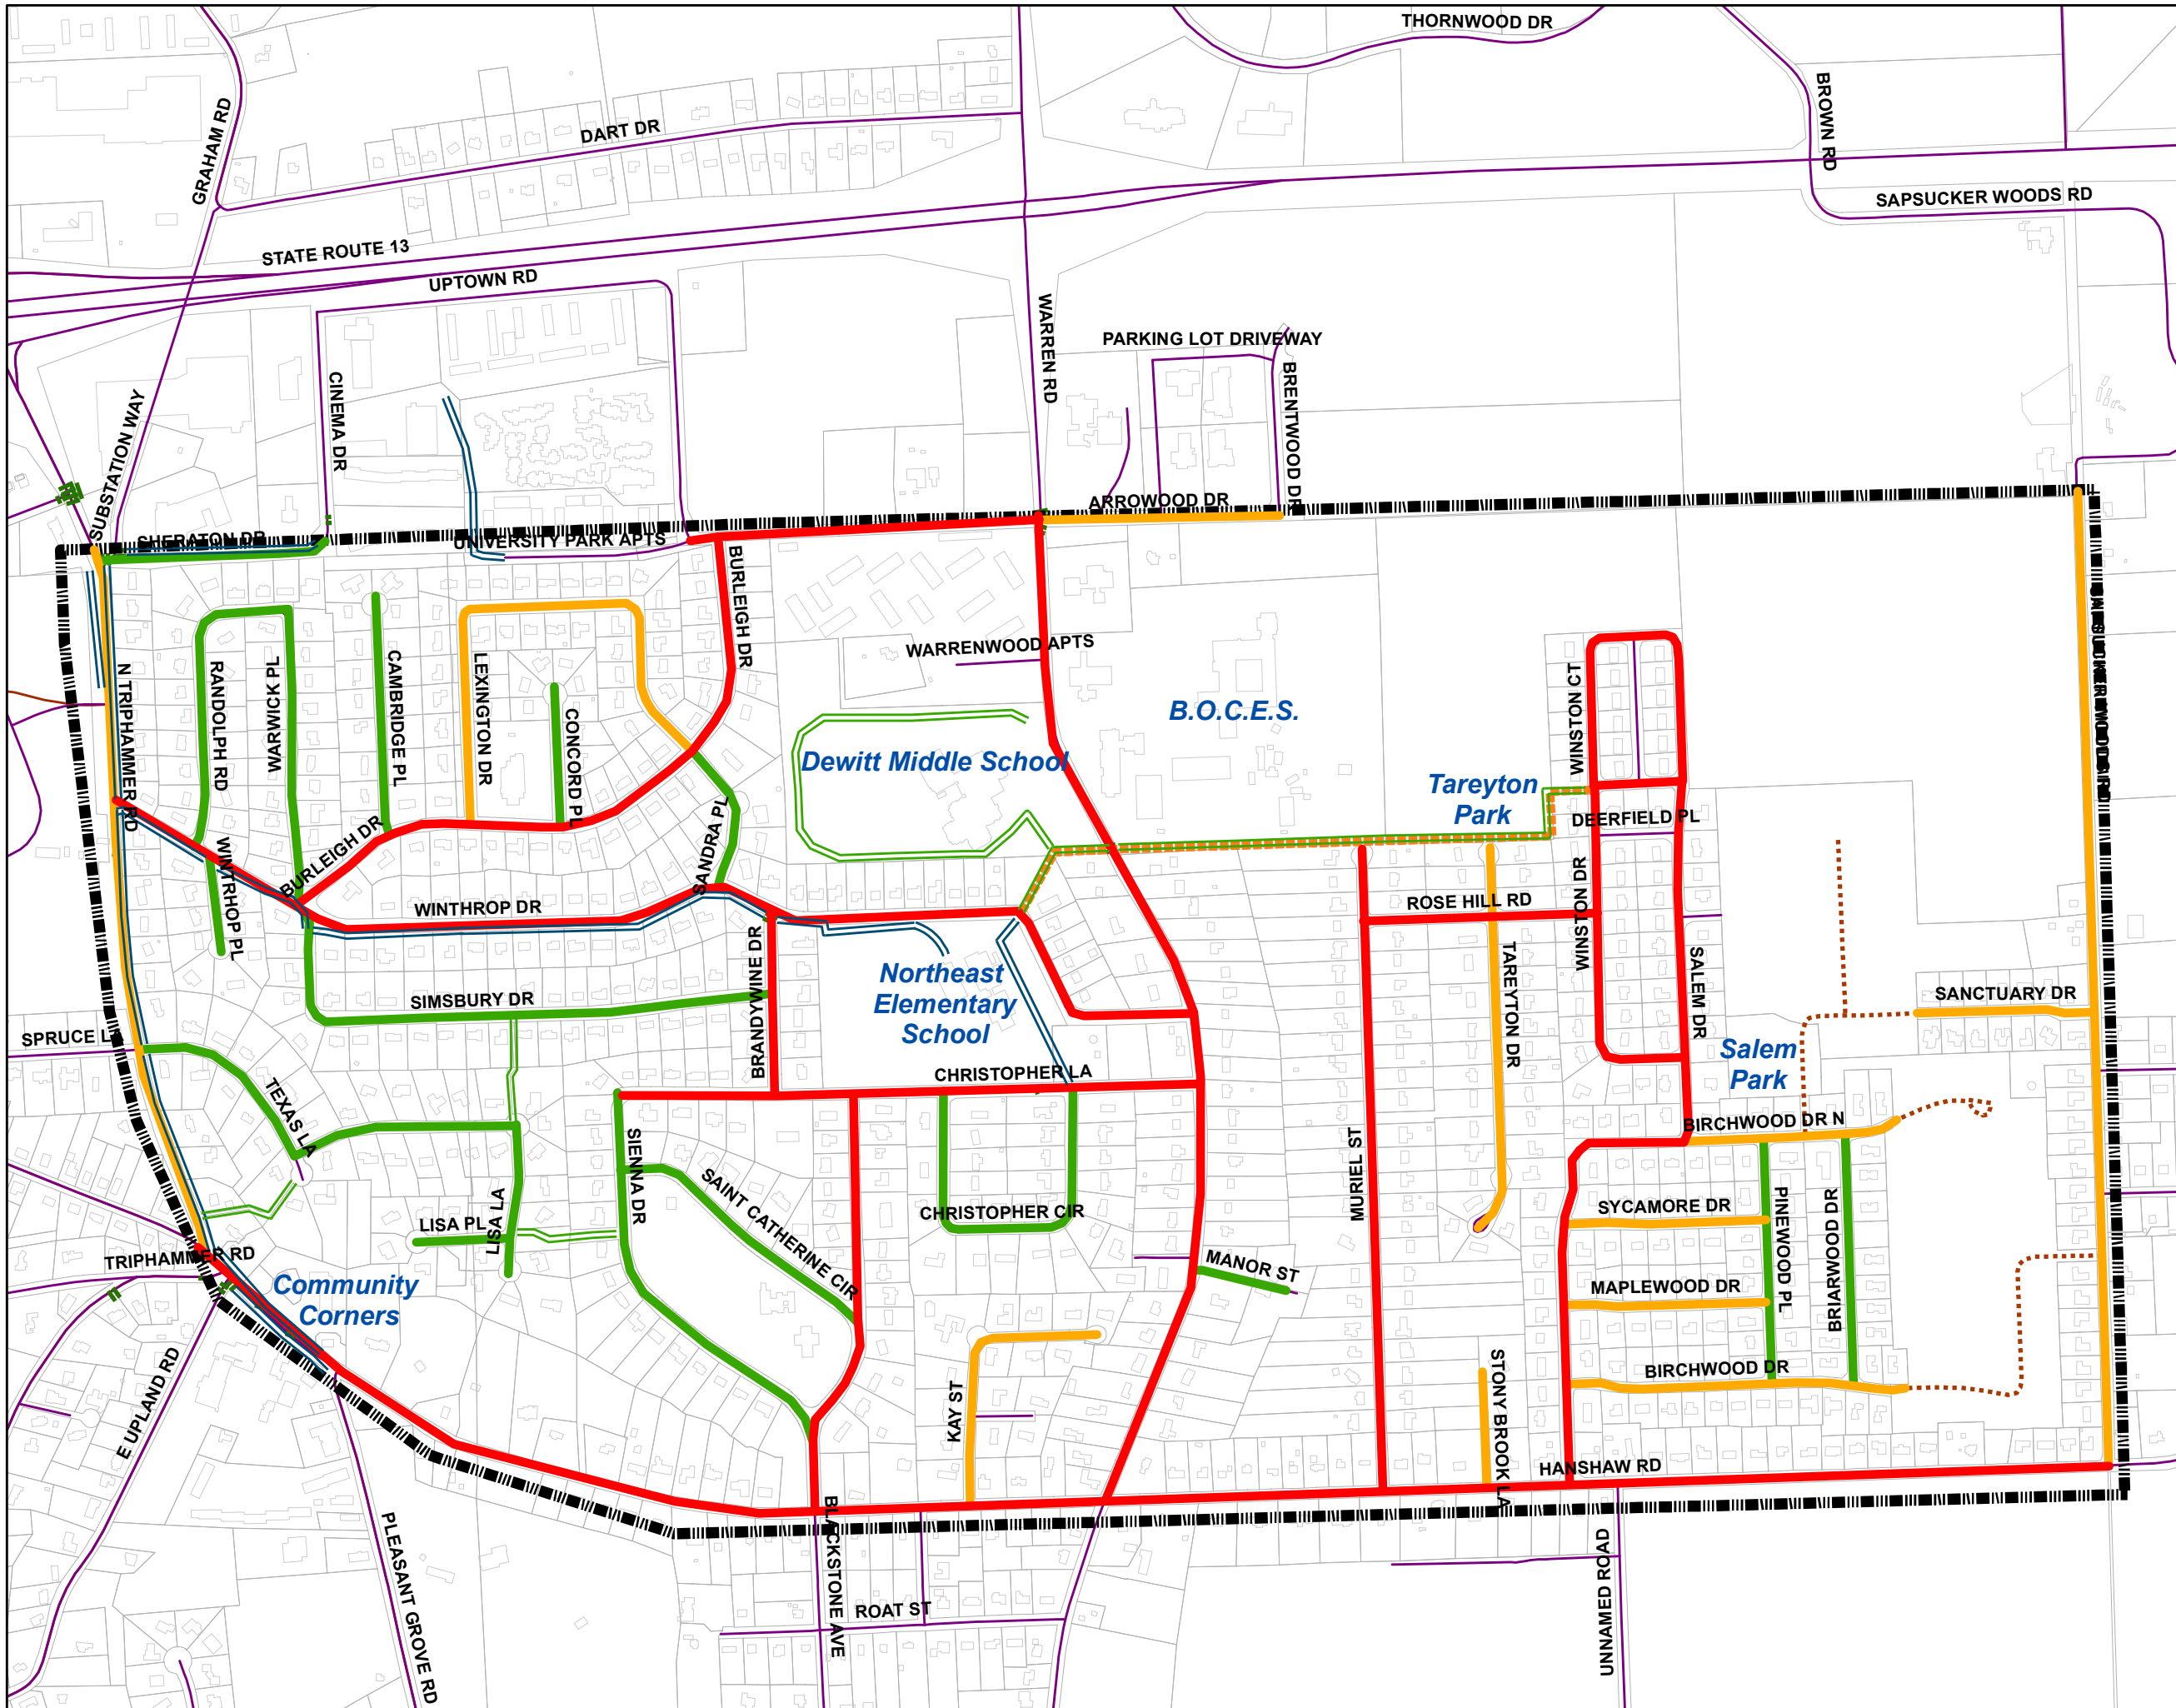 THORNWOOD DR
BROWN RD
GRAHAM RD
DART DR
SAPSUCKER WOODS RD
STATE ROUTE 13
UPTOWN RD
WARREN RD
PARKING LOT DRIVEWAY
BRENTWOOD DR
CINEMA DR
SUBSTATION WAY
ARROWOOD DR
SHERATON DR
UNIVERSITY PARK APTS
BURLEIGH DR
WARRENWOOD APTS
N TRIPHAMMER RD
RANDOLPH RD
WARWICK PL
CAMBRIDGE PL
LEXINGTON DR
CONCORD PL
B.O.C.E.S.
Dewitt Middle School
WINSTON CT
Tareyton
Park
DEERFIELD PL
SANDRA PL
BURLEIGH DR
WINTHROP PL
WINTHROP DR
ROSE HILL RD
WINSTON DR
BRANDYWINE DR
TAREYTON DR
SALEM DR
Northeast
Elementary
School
SIMSBURY DR
SANCTUARY DR
SPRUCE LA
Salem
Park
CHRISTOPHER LA
TEXAS LA
BIRCHWOOD DR N
SIENNA DR
MURIEL ST
SAINT CATHERINE CIR
LISA PL
LISA LA
CHRISTOPHER CIR
SYCAMORE DR
PINEWOOD PL
BRIARWOOD DR
TRIPHAMMER RD
MANOR ST
Community
Corners
MAPLEWOOD DR
BIRCHWOOD DR
E UPLAND RD
KAY ST
STONY BROOK LA
HANSHAW RD
PLEASANT GROVE RD
BLACKSTONE AVE
ROAT ST
UNNAMED ROAD